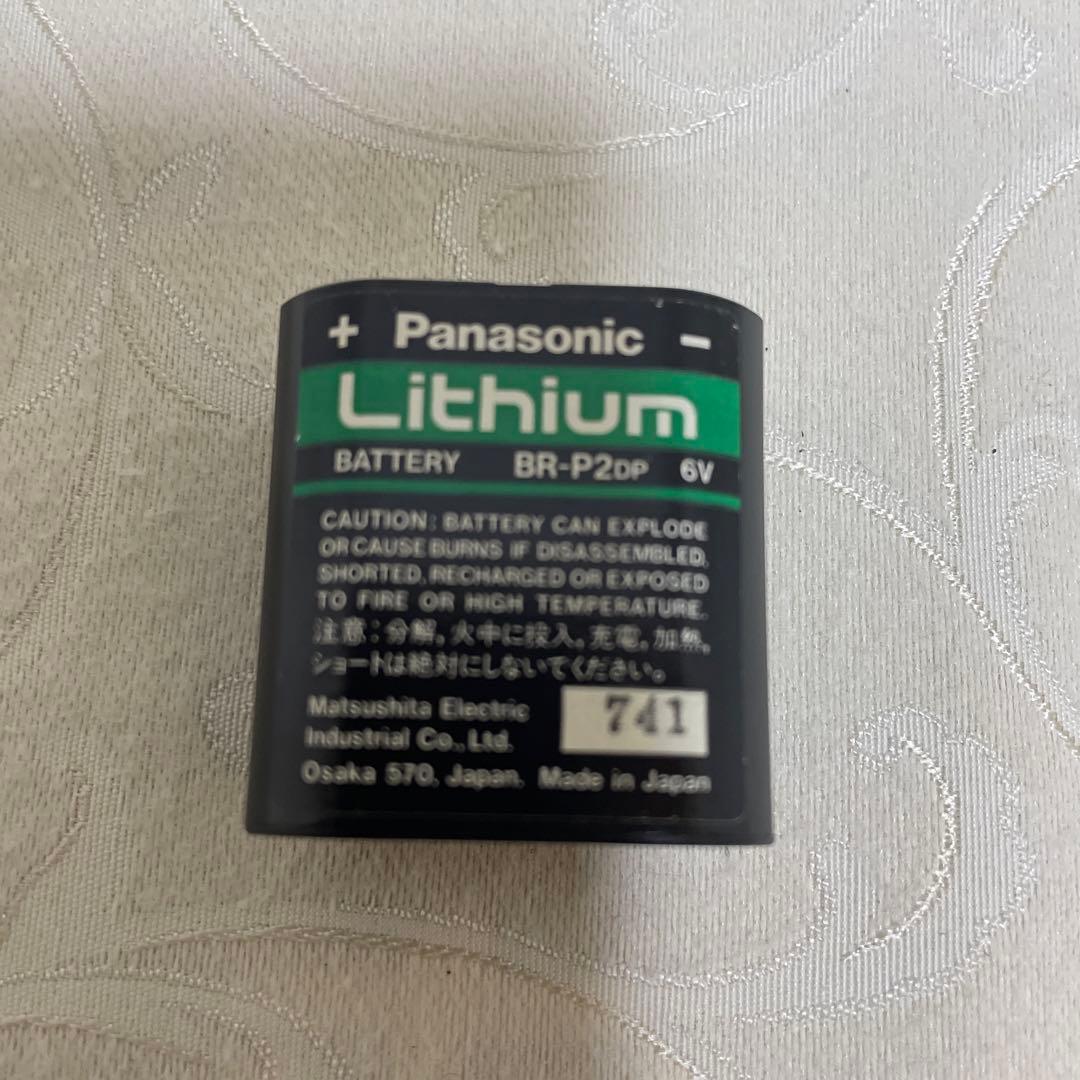 + Panasonic -
Lithium
BATTERY BR-P2DP 6V
CAUTION: BATTERY CAN EXPLODE
OR CAUSE BURNS IF DISASSEMBLED,
SHORTED, RECHARGED OR EXPOSED
TO FIRE OR HIGH TEMPERATURE.
注意:分解,火中に投入,充電,加熱,
ショートは絶対にしないでください。
Matsushita Electric
Industrial Co., Ltd.
741
Osaka 570, Japan. Made in Japan